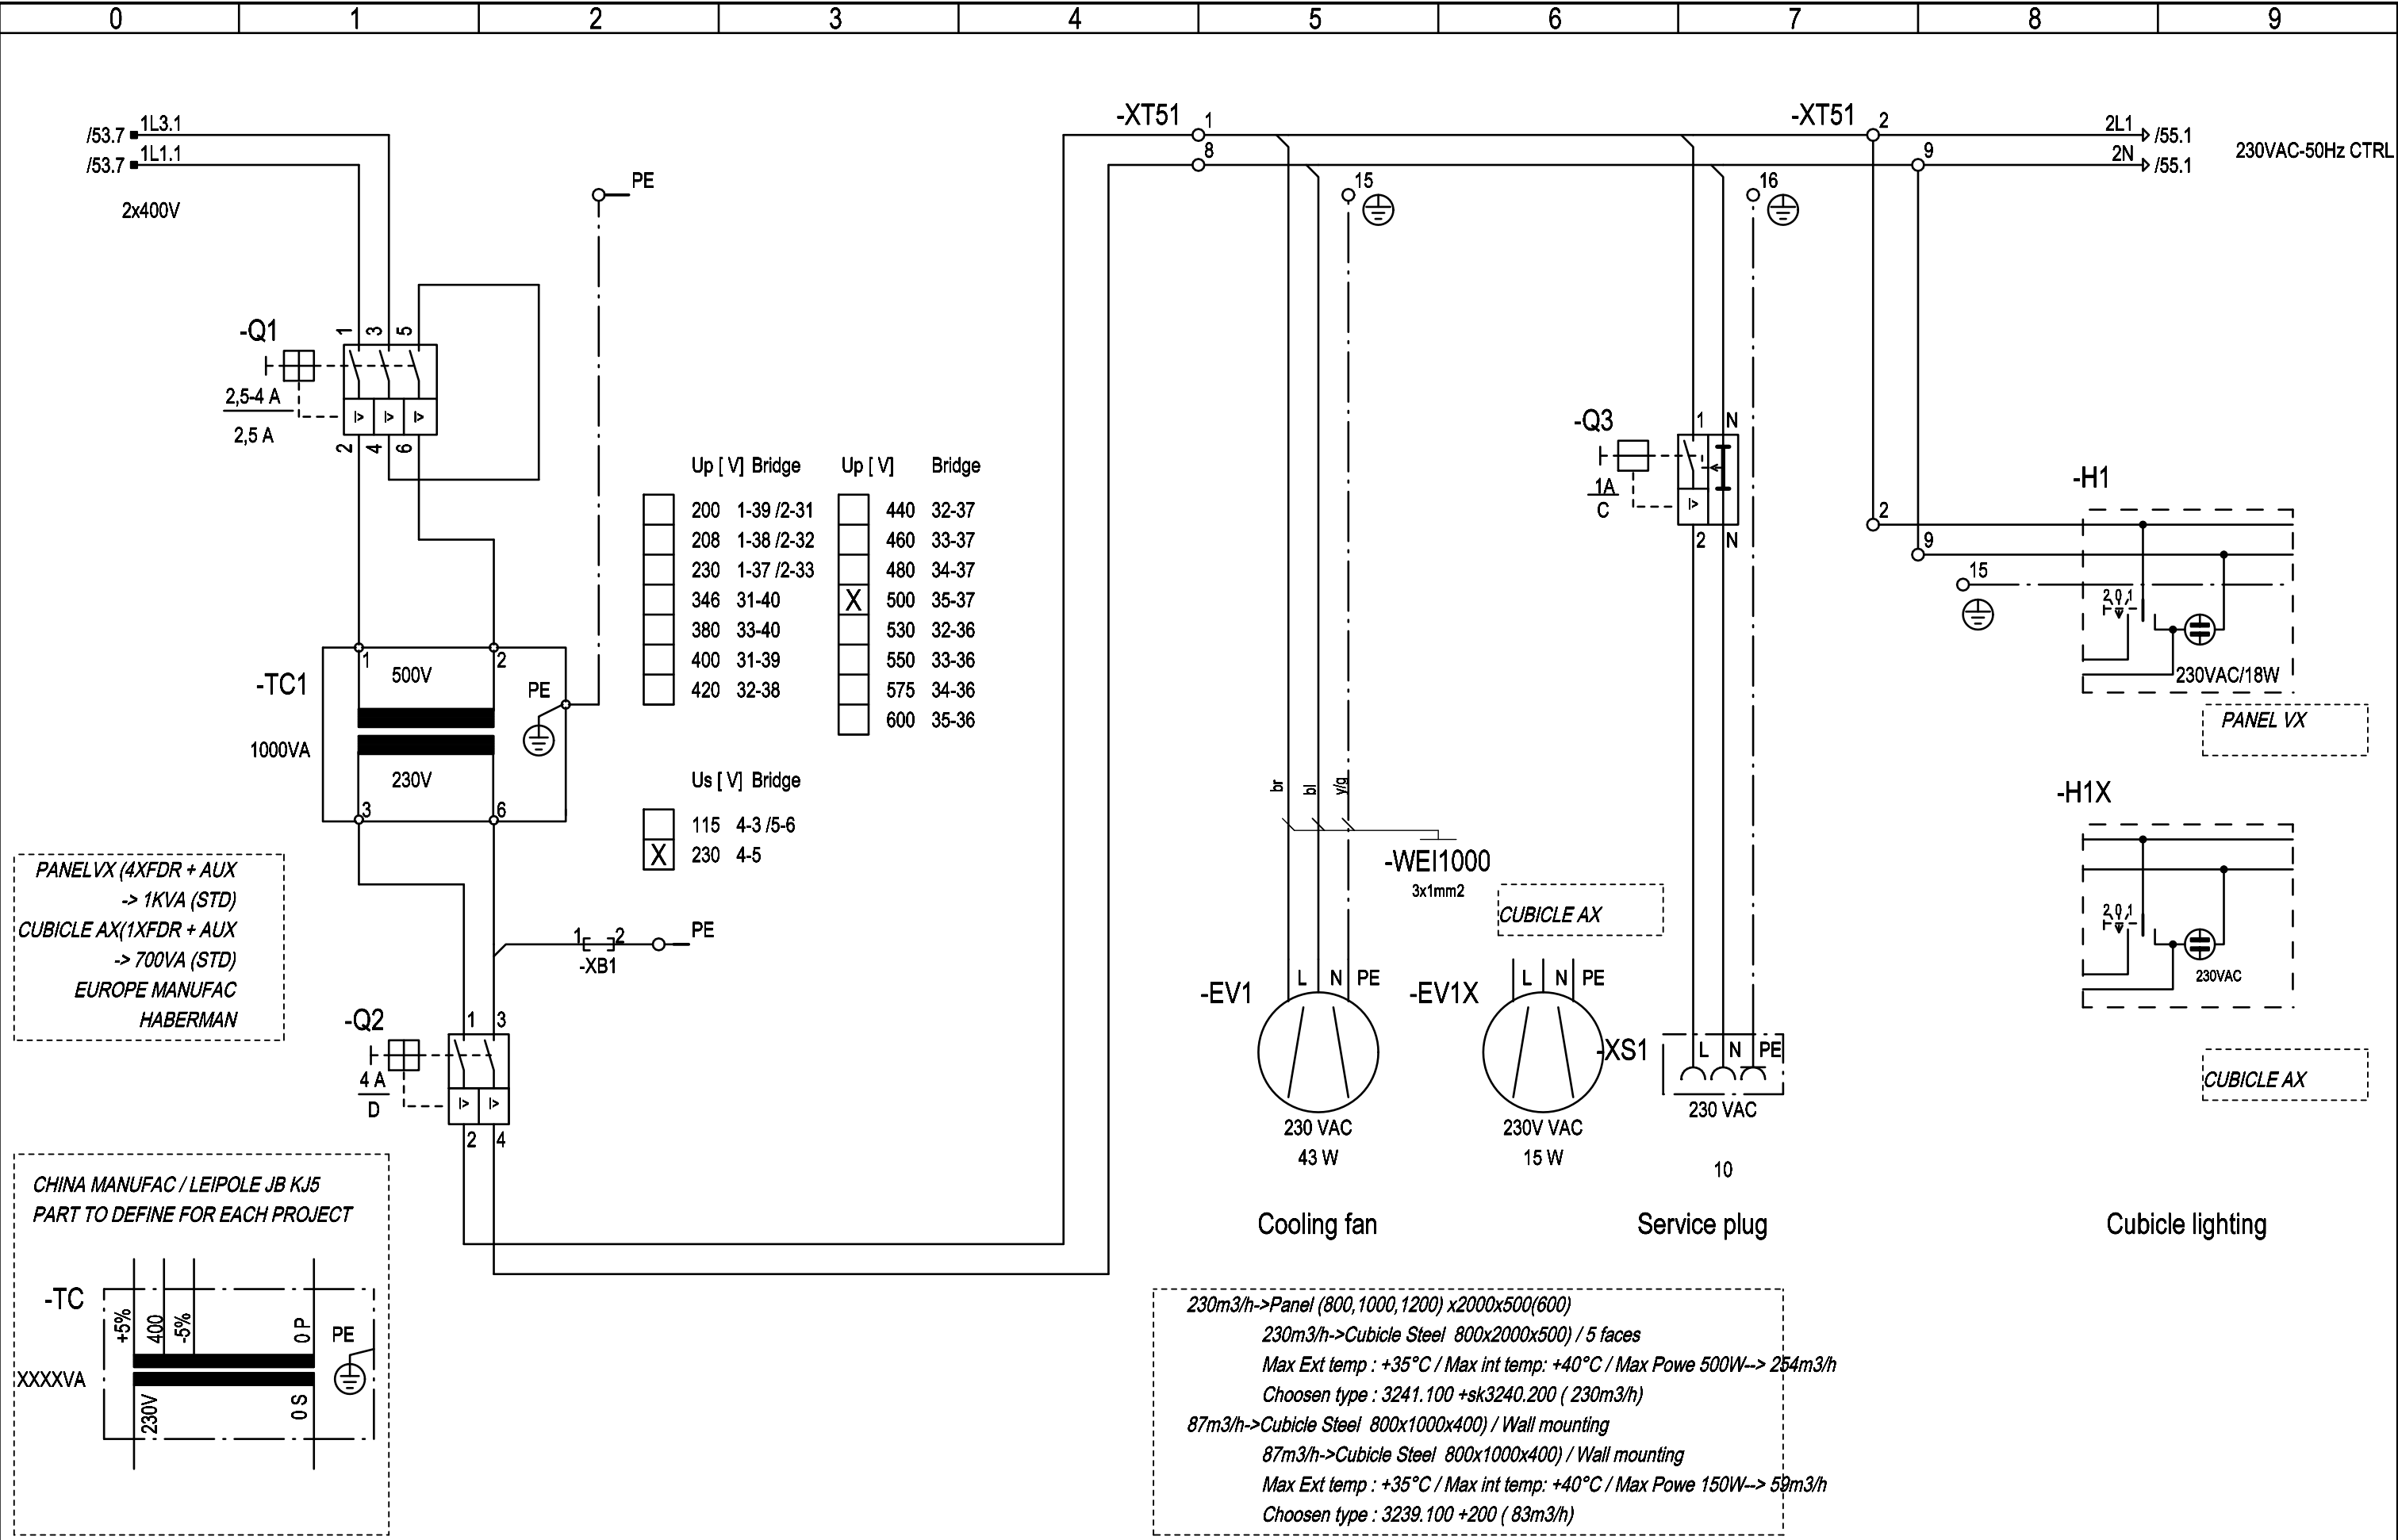 0 1 2 3 4 5 6 7 8 9
/53.7 1L3.1
/53.7 1L1.1
2x400V
PE
-XT51 1
8
15
-XT51 2
9
16
2L1 /55.1
2N /55.1
230VAC-50Hz CTRL
-Q1
1 3 5
2,5-4 A
2,5 A
I> I> I>
2 4 6
Up [ V] Bridge
200 1-39 /2-31
208 1-38 /2-32
230 1-37 /2-33
346 31-40
380 33-40
400 31-39
420 32-38
Up [ V] Bridge
440 32-37
460 33-37
480 34-37
X 500 35-37
530 32-36
550 33-36
575 34-36
600 35-36
Us [ V] Bridge
115 4-3 /5-6
X 230 4-5
-TC1
1 2
500V
PE
1000VA
230V
3 6
PANELVX (4XFDR + AUX
-> 1KVA (STD)
CUBICLE AX(1XFDR + AUX
-> 700VA (STD)
EUROPE MANUFAC
HABERMAN
1 2 PE
-XB1
-Q2
1 3
4 A
D
I> I>
2 4
CHINA MANUFAC / LEIPOLE JB KJ5
PART TO DEFINE FOR EACH PROJECT
-TC
+5% 400 -5% 0 P
PE
XXXXVA
230V 0 S
br bl y/g
-WEI1000
3x1mm2
CUBICLE AX
-EV1
L N PE
230 VAC
43 W
Cooling fan
-EV1X
L N PE
230V VAC
15 W
-Q3
1 N
1A
C
I>
2 N
-XS1
L N PE
230 VAC
10
Service plug
2
9
15
-H1
2 0 1
230VAC/18W
PANEL VX
-H1X
2 0 1
230VAC
CUBICLE AX
Cubicle lighting
230m3/h->Panel (800,1000,1200) x2000x500(600)
230m3/h->Cubicle Steel 800x2000x500) / 5 faces
Max Ext temp : +35°C / Max int temp: +40°C / Max Powe 500W--> 254m3/h
Choosen type : 3241.100 +sk3240.200 ( 230m3/h)
87m3/h->Cubicle Steel 800x1000x400) / Wall mounting
87m3/h->Cubicle Steel 800x1000x400) / Wall mounting
Max Ext temp : +35°C / Max int temp: +40°C / Max Powe 150W--> 59m3/h
Choosen type : 3239.100 +200 ( 83m3/h)